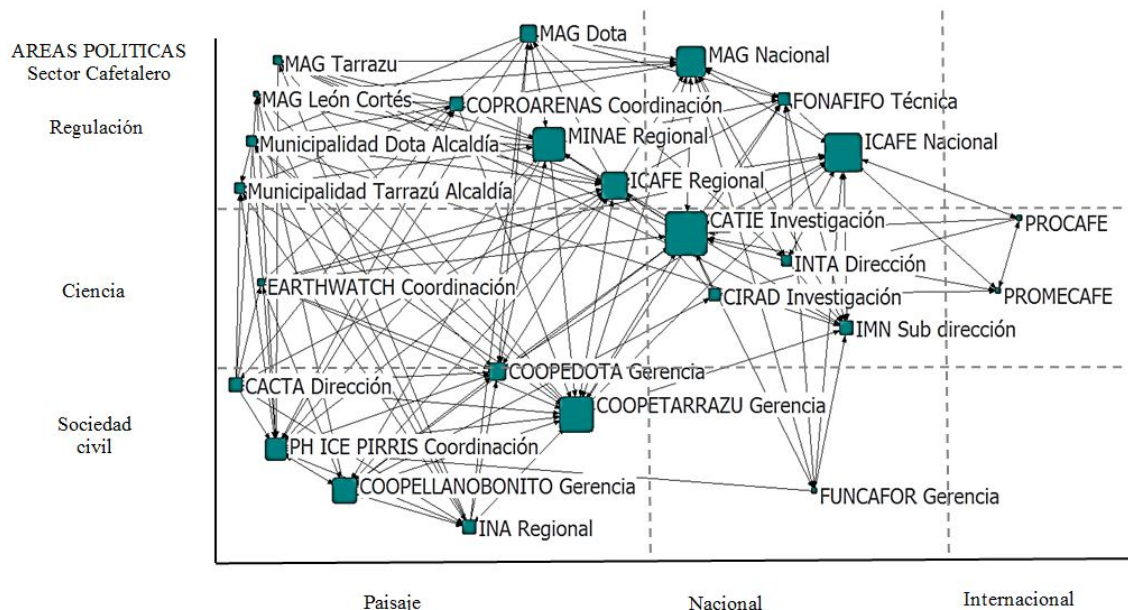 MAG Dota
AREAS POLITICAS
Sector Cafetalero
MAG Tarrazu
MAG Nacional
MAG León Cortés
COPROARENAS Coordinación
FONAFIFO Técnica
Regulación
Municipalidad Dota Alcaldía
MINAE Regional
ICAFE Nacional
Municipalidad Tarrazú Alcaldía
ICAFE Regional
CATIE Investigación
PROCAFE
INTA Dirección
Ciencia
EARTHWATCH Coordinación
CIRAD Investigación
PROMECAFE
IMN Sub dirección
COOPEDOTA Gerencia
CACTA Dirección
COOPETARRAZU Gerencia
Sociedad
civil
PH ICE PIRRIS Coordinación
COOPELLANOBONITO Gerencia
FUNCAFOR Gerencia
INA Regional
Paisaje
Nacional
Internacional